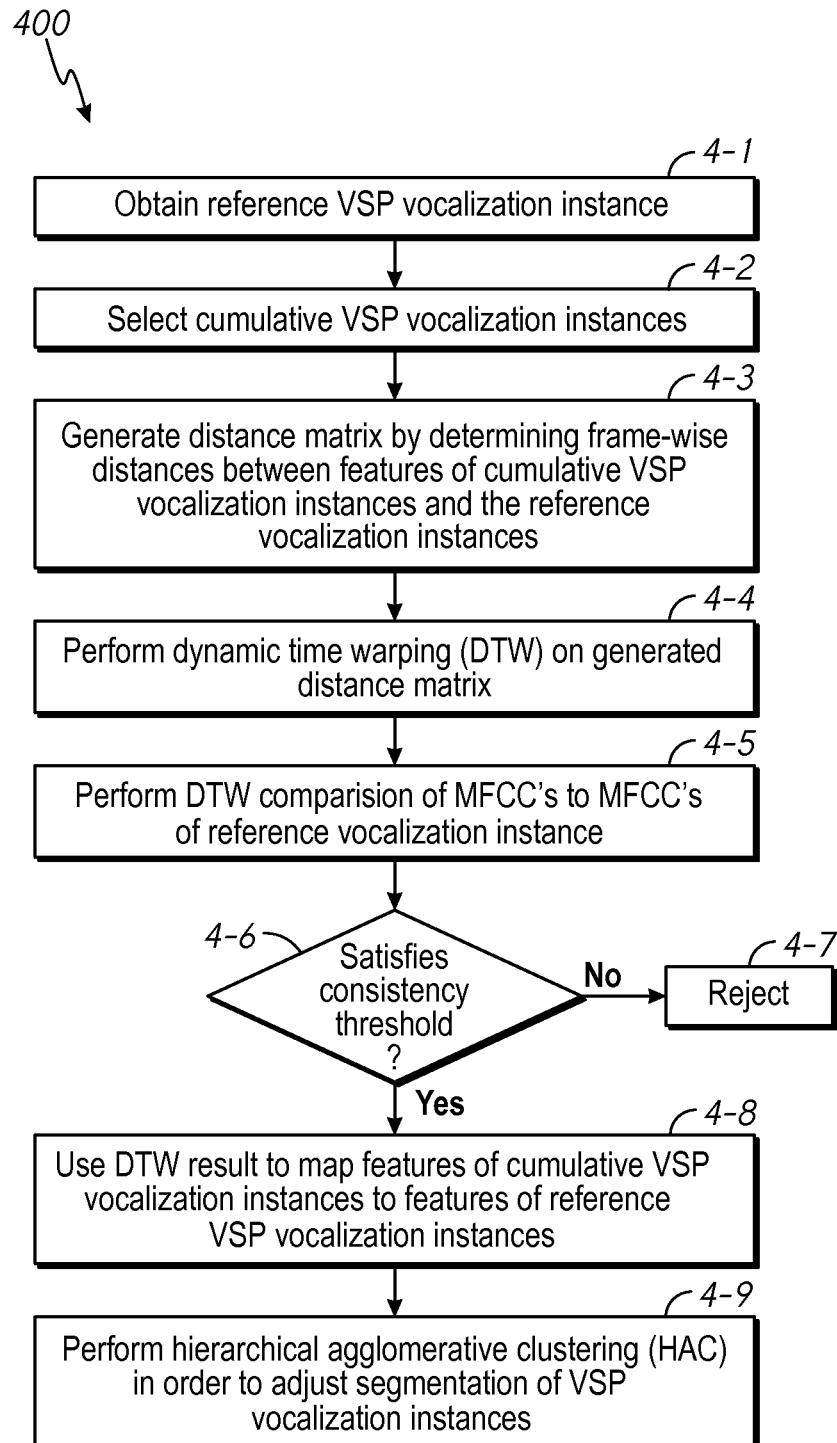 400
4-1
Obtain reference VSP vocalization instance
4-2
Select cumulative VSP vocalization instances
4-3
Generate distance matrix by determining frame-wise
distances between features of cumulative VSP
vocalization instances and the reference
vocalization instances
4-4
Perform dynamic time warping (DTW) on generated
distance matrix
4-5
Perform DTW comparision of MFCC's to MFCC's
of reference vocalization instance
4-6
Satisfies
consistency
threshold
?
No
4-7
Reject
Yes
4-8
Use DTW result to map features of cumulative VSP
vocalization instances to features of reference
VSP vocalization instances
4-9
Perform hierarchical agglomerative clustering (HAC)
in order to adjust segmentation of VSP
vocalization instances